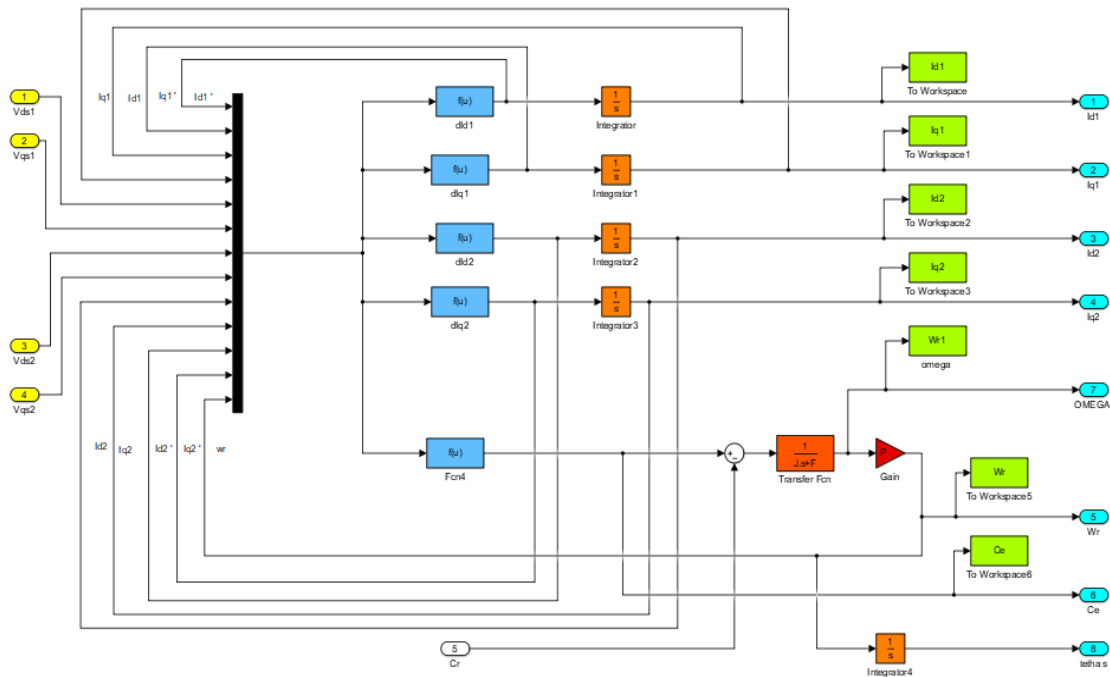 Iq1
Id1
Iq1 '
Id1 '
1
Vds1
2
Vqs1
3
Vds2
4
Vqs2
Id2
Iq2
Id2 '
Iq2 '
wr
f(u)
dId1
1
s
Integrator
Id1
To Workspace
1
Id1
f(u)
dIq1
1
s
Integrator1
Iq1
To Workspace1
2
Iq1
f(u)
dId2
1
s
Integrator2
Id2
To Workspace2
3
Id2
f(u)
dIq2
1
s
Integrator3
Iq2
To Workspace3
4
Iq2
Wr1
omega
7
OMEGA
f(u)
Fcn4
+
-
1
J.s+F
Transfer Fcn
P
Gain
Wr
To Workspace5
5
Wr
Ce
To Workspace6
6
Ce
5
Cr
1
s
Integrator4
8
tetha s